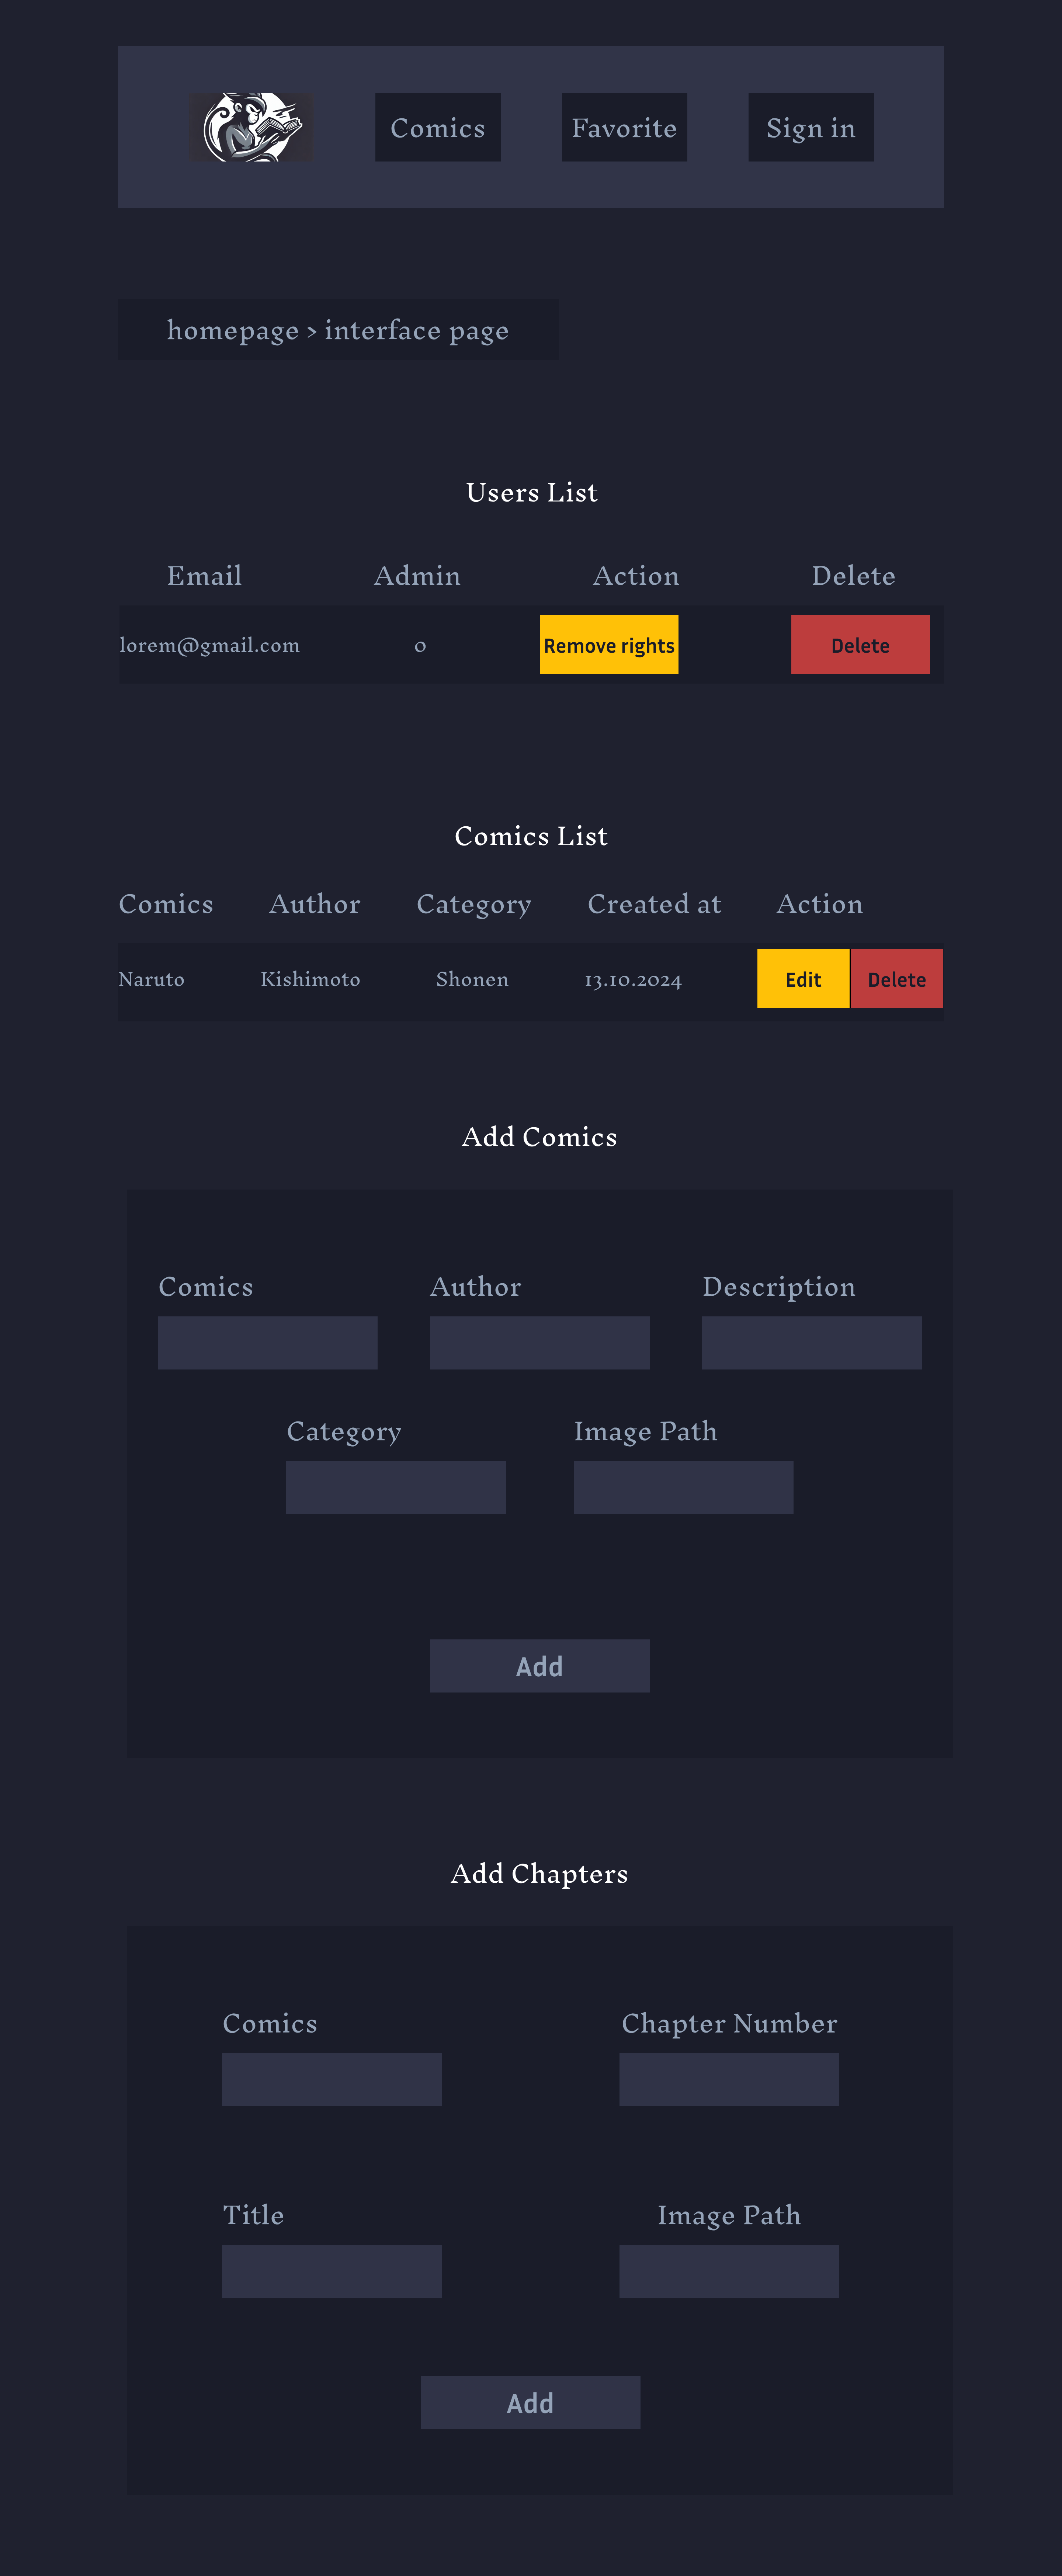 Comics Favorite Sign in
homepage > interface page
Users List
Email Admin Action Delete
lorem@gmail.com 0 Remove rights Delete
Comics List
Comics Author Category Created at Action
Naruto Kishimoto Shonen 13.10.2024 Edit Delete
Add Comics
Comics Author Description
Category Image Path
Add
Add Chapters
Comics Chapter Number
Title Image Path
Add